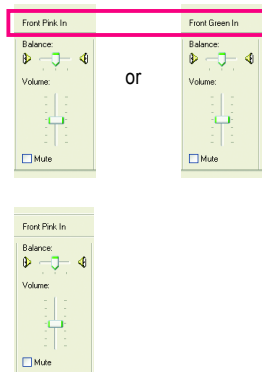 Front Pink In
Balance:
Volume:
Mute
or
Front Green In
Balance:
Volume:
Mute
Front Pink In
Balance:
Volume:
Mute